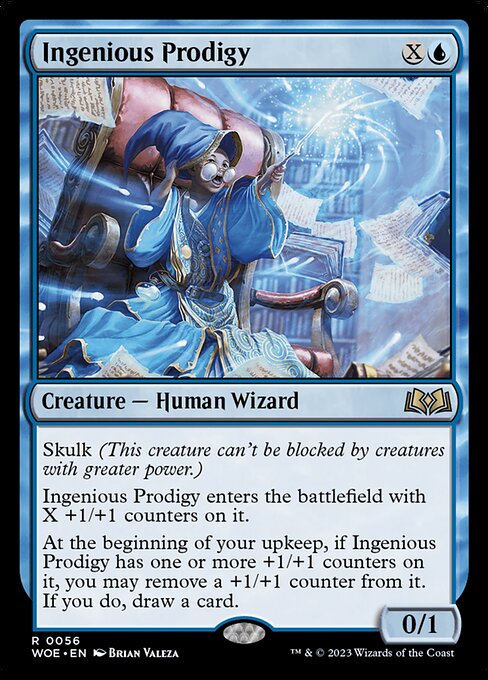 Ingenious Prodigy X
Creature — Human Wizard
Skulk (This creature can't be blocked by creatures
with greater power.)
Ingenious Prodigy enters the battlefield with
X +1/+1 counters on it.
At the beginning of your upkeep, if Ingenious
Prodigy has one or more +1/+1 counters on
it, you may remove a +1/+1 counter from it.
If you do, draw a card.
0/1
R 0056
WOE • EN Brian Valeza
™ & © 2023 Wizards of the Coast